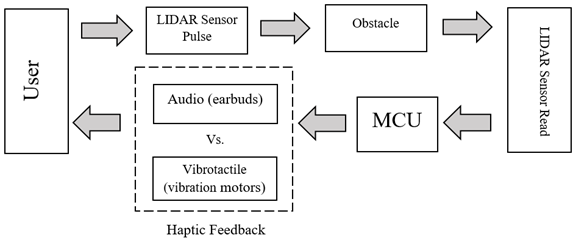 User
LIDAR Sensor
Pulse
Obstacle
LIDAR Sensor Read
MCU
Audio (earbuds)
Vs.
Vibrotactile
(vibration motors)
Haptic Feedback